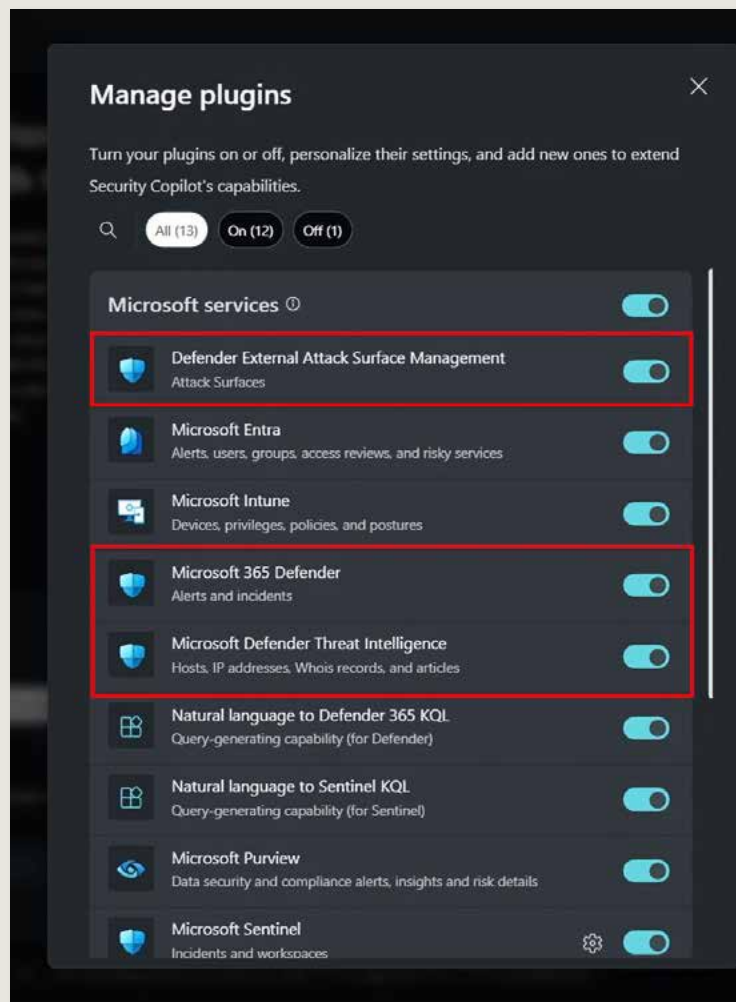 Manage plugins
Turn your plugins on or off, personalize their settings, and add new ones to extend
Security Copilot's capabilities.
All (13) On (12) Off (1)
Microsoft services
Defender External Attack Surface Management
Attack Surfaces
Microsoft Entra
Alerts, users, groups, access reviews, and risky services
Microsoft Intune
Devices, privileges, policies, and postures
Microsoft 365 Defender
Alerts and incidents
Microsoft Defender Threat Intelligence
Hosts, IP addresses, Whois records, and articles
Natural language to Defender 365 KQL
Query-generating capability (for Defender)
Natural language to Sentinel KQL
Query-generating capability (for Sentinel)
Microsoft Purview
Data security and compliance alerts, insights and risk details
Microsoft Sentinel
Incidents and workspaces